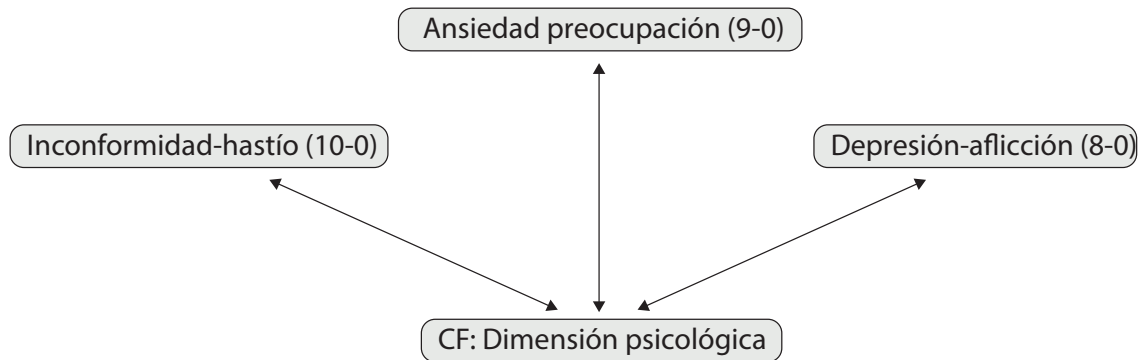 Ansiedad preocupación (9-0)
Inconformidad-hastío (10-0)
Depresión-aflicción (8-0)
CF: Dimensión psicológica